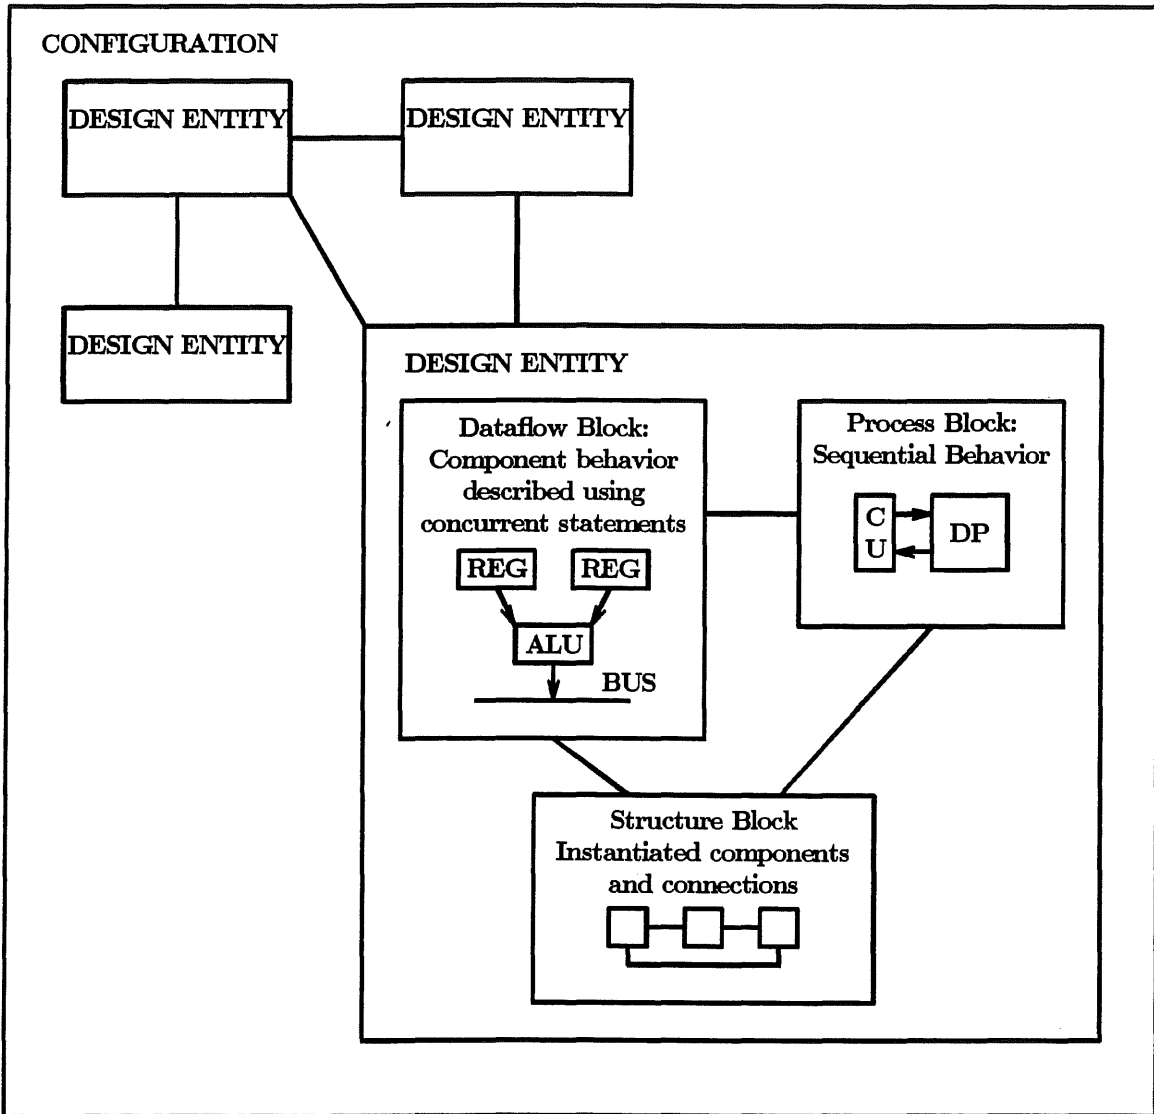 CONFIGURATION
DESIGN ENTITY
DESIGN ENTITY
DESIGN ENTITY
DESIGN ENTITY
Dataflow Block:
Component behavior
described using
concurrent statements
REG
REG
ALU
BUS
Process Block:
Sequential Behavior
C
U
DP
Structure Block
Instantiated components
and connections